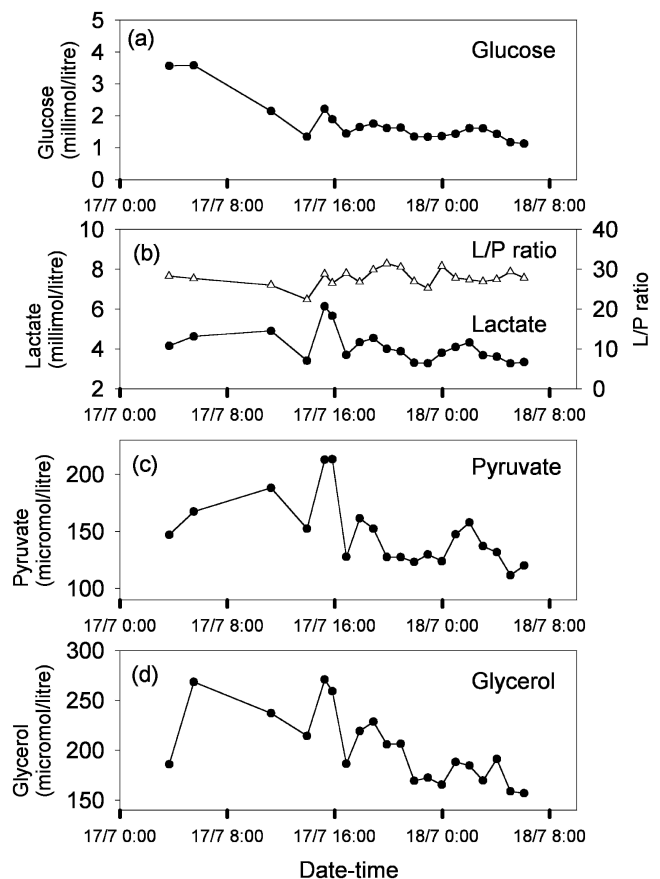 5
(a)
Glucose
4
3
2
1
0
Glucose
(millimol/litre)
17/7 0:00 17/7 8:00 17/7 16:00 18/7 0:00 18/7 8:00
10
40
(b)
L/P ratio
8
30
6
20
Lactate
4
10
2
0
Lactate
(millimol/litre)
L/P ratio
17/7 0:00 17/7 8:00 17/7 16:00 18/7 0:00 18/7 8:00
(c)
Pyruvate
200
150
100
Pyruvate
(micromol/litre)
17/7 0:00 17/7 8:00 17/7 16:00 18/7 0:00 18/7 8:00
300
(d)
Glycerol
250
200
150
Glycerol
(micromol/litre)
17/7 0:00 17/7 8:00 17/7 16:00 18/7 0:00 18/7 8:00
Date-time